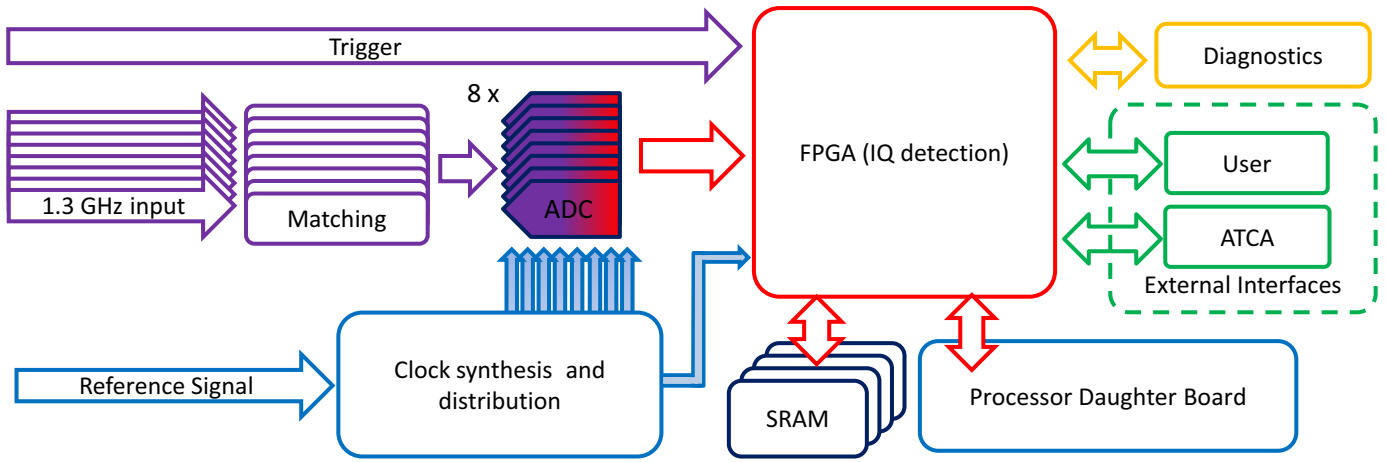 Trigger
8 x
1.3 GHz input
Matching
ADC
FPGA (IQ detection)
Diagnostics
User
ATCA
External Interfaces
Reference Signal
Clock synthesis and
distribution
SRAM
Processor Daughter Board